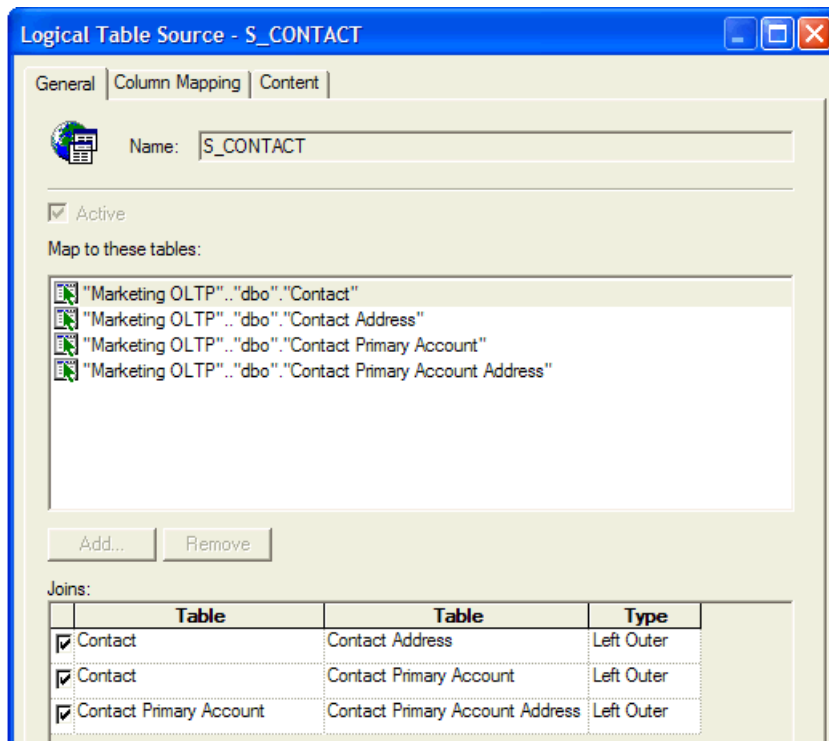 Logical Table Source - S_CONTACT
General Column Mapping Content
Name: S_CONTACT
Active
Map to these tables:
"Marketing OLTP".."dbo"."Contact"
"Marketing OLTP".."dbo"."Contact Address"
"Marketing OLTP".."dbo"."Contact Primary Account"
"Marketing OLTP".."dbo"."Contact Primary Account Address"
Add... Remove
Joins:
Table Table Type
Contact Contact Address Left Outer
Contact Contact Primary Account Left Outer
Contact Primary Account Contact Primary Account Address Left Outer